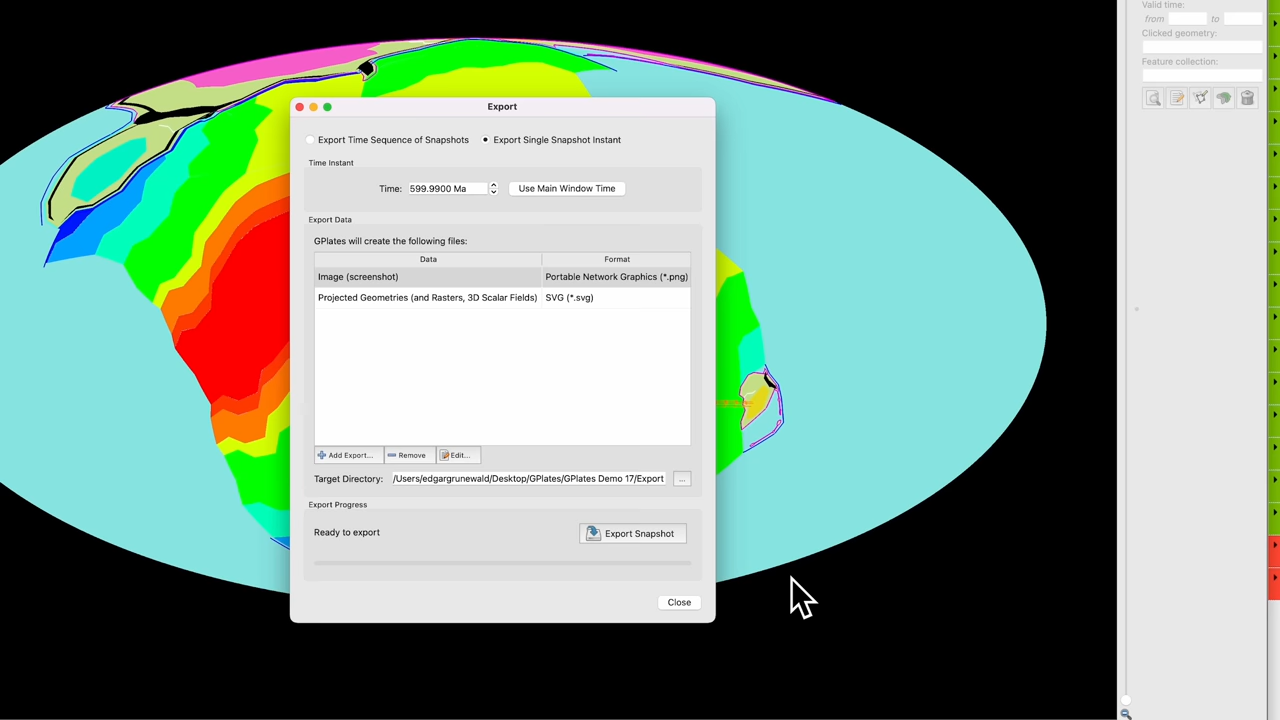 Valid time:
from to
Clicked geometry:
Feature collection:
Export
Export Time Sequence of Snapshots Export Single Snapshot Instant
Time Instant
Time: 599.9900 Ma Use Main Window Time
Export Data
GPlates will create the following files:
Data Format
Image (screenshot) Portable Network Graphics (*.png)
Projected Geometries (and Rasters, 3D Scalar Fields) SVG (*.svg)
Add Export... Remove Edit...
Target Directory: /Users/edgargrunewald/Desktop/GPlates/GPlates Demo 17/Export ...
Export Progress
Ready to export Export Snapshot
Close